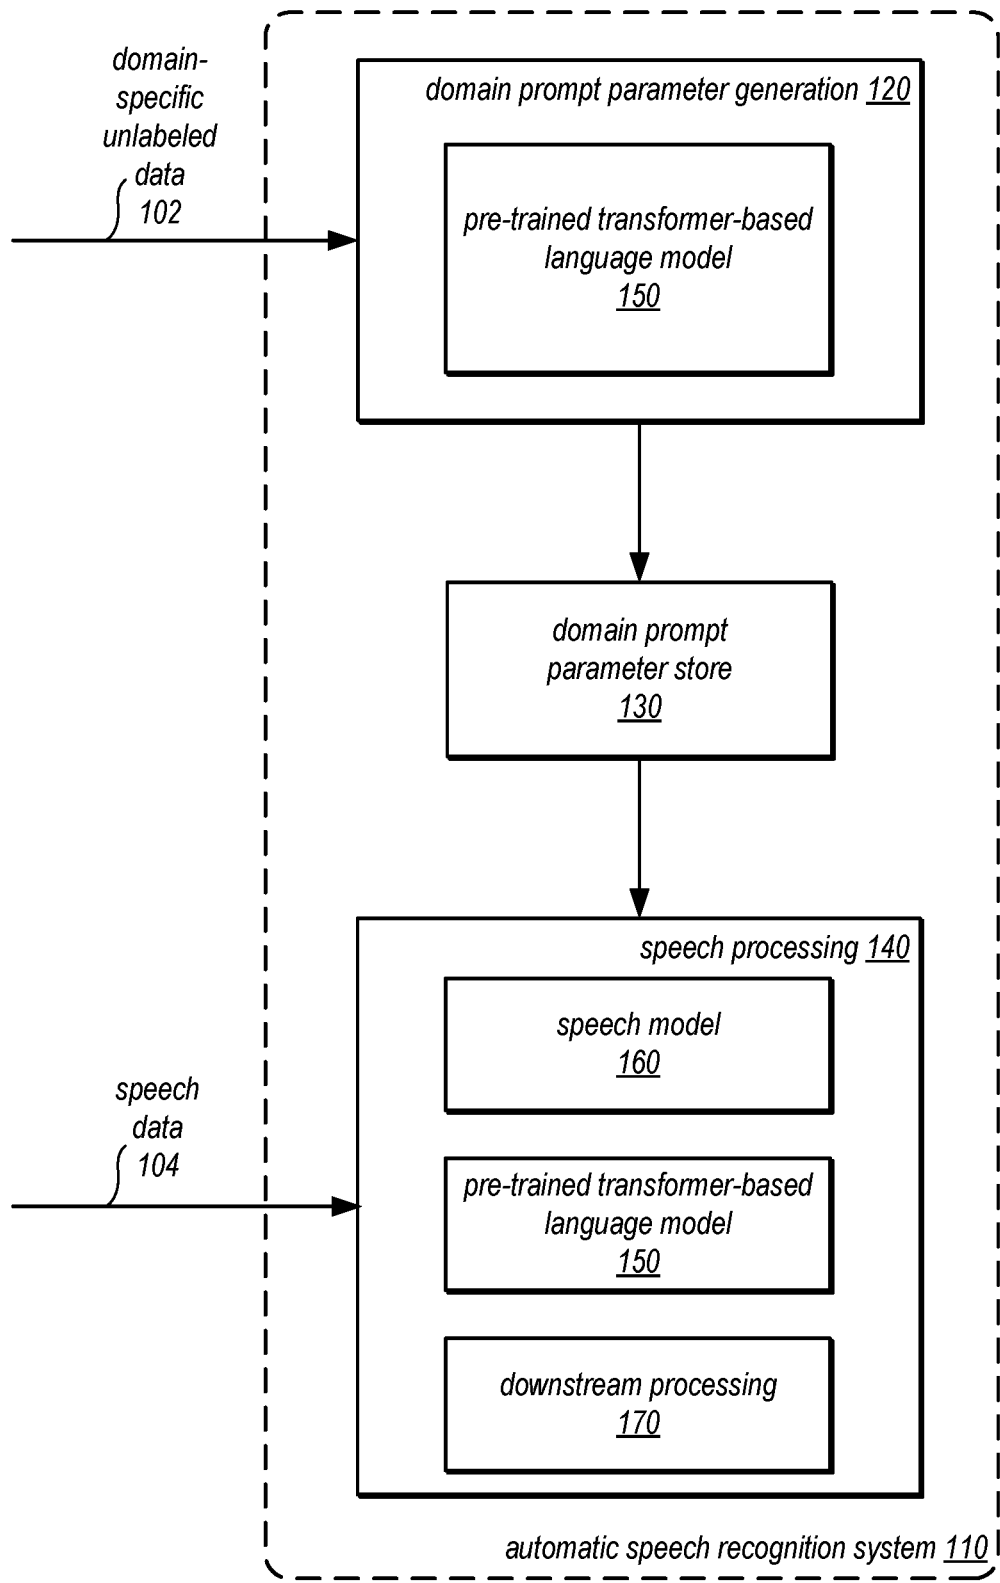 domain-
specific
unlabeled
data
102
domain prompt parameter generation 120
pre-trained transformer-based
language model
150
domain prompt
parameter store
130
speech processing 140
speech model
160
speech
data
104
pre-trained transformer-based
language model
150
downstream processing
170
automatic speech recognition system 110